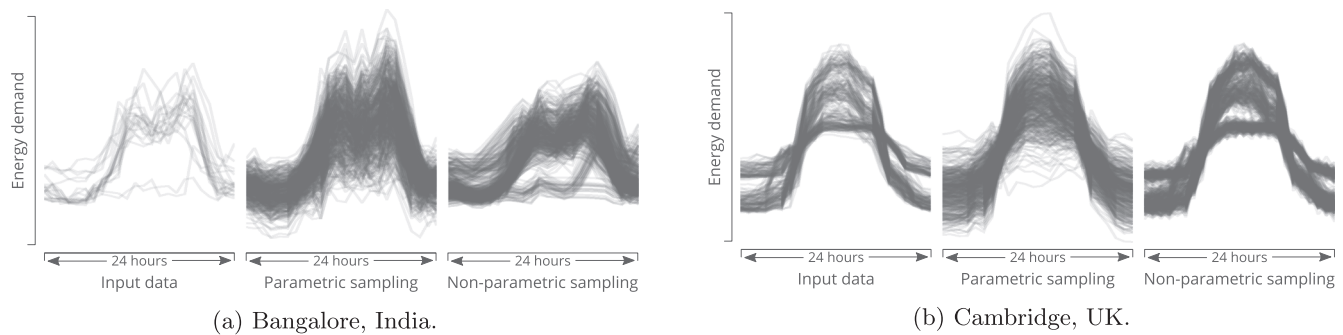 Energy demand
24 hours
24 hours
24 hours
Input data
Parametric sampling
Non-parametric sampling
(a) Bangalore, India.
Energy demand
24 hours
24 hours
24 hours
Input data
Parametric sampling
Non-parametric sampling
(b) Cambridge, UK.